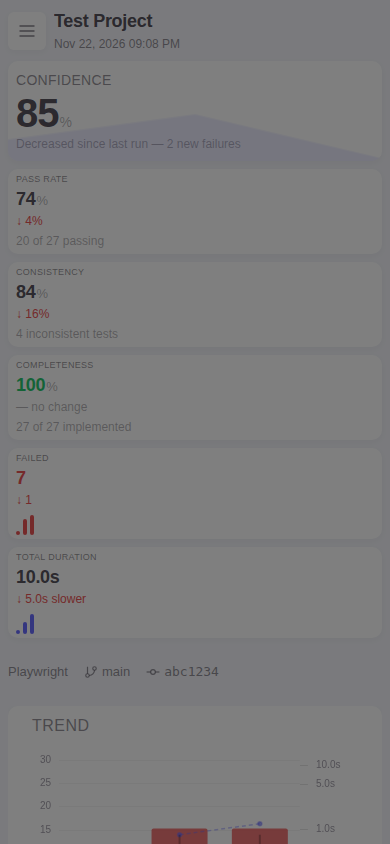 Test Project
Nov 22, 2026 09:08 PM
CONFIDENCE
85%
Decreased since last run — 2 new failures
PASS RATE
74%
↓ 4%
20 of 27 passing
CONSISTENCY
84%
↓ 16%
4 inconsistent tests
COMPLETENESS
100%
— no change
27 of 27 implemented
FAILED
7
↓ 1
TOTAL DURATION
10.0s
↓ 5.0s slower
Playwright main abc1234
TREND
30 10.0s
25 5.0s
20
15 1.0s